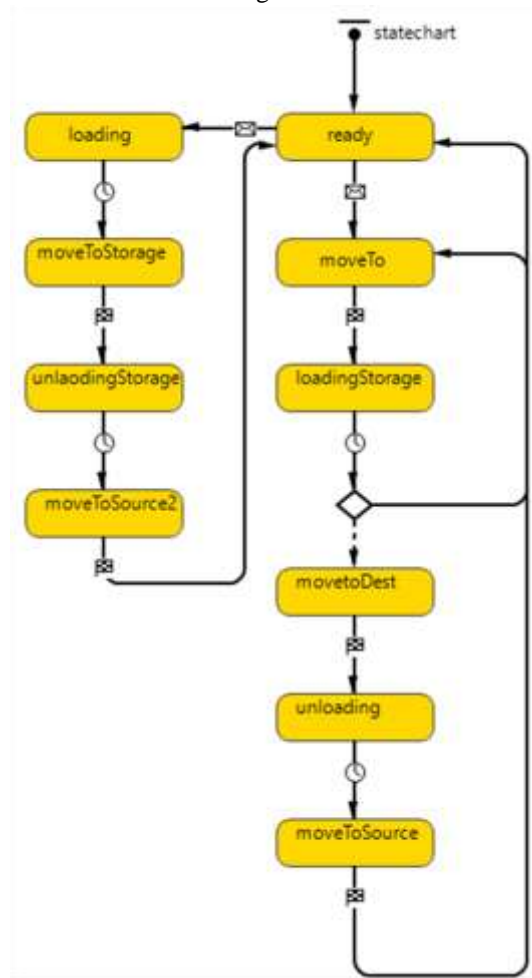 statechart
loading
ready
moveToStorage
moveTo
unlaodingStorage
loadingStorage
moveToSource2
movetoDest
unloading
moveToSource